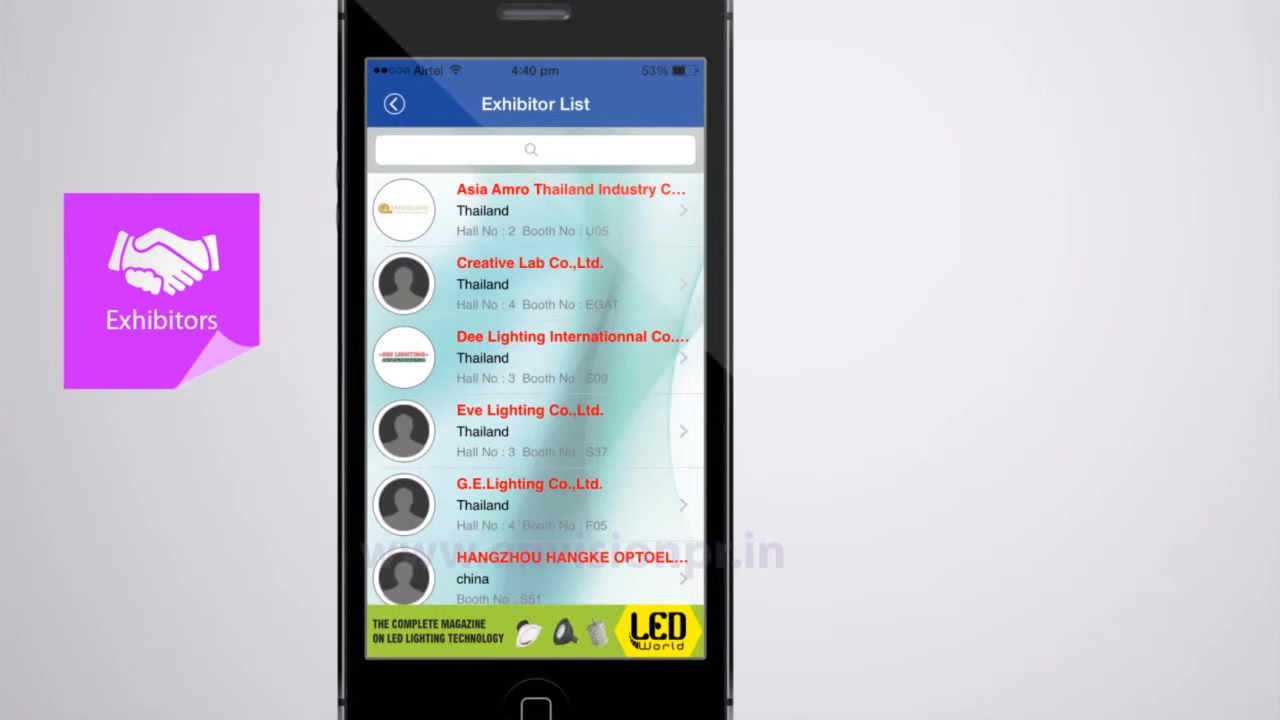 Airtel 4:40 pm 53%
Exhibitor List
Asia Amro Thailand Industry C...
Thailand
Hall No : 2 Booth No : U05
Creative Lab Co.,Ltd.
Thailand
Hall No : 4 Booth No : EGAT
Dee Lighting Internationnal Co....
Thailand
Hall No : 3 Booth No : S09
Eve Lighting Co.,Ltd.
Thailand
Hall No : 3 Booth No : S37
G.E.Lighting Co.,Ltd.
Thailand
Hall No : 4 Booth No : F05
HANGZHOU HANGKE OPTOEL...
china
Booth No : S51
THE COMPLETE MAGAZINE
ON LED LIGHTING TECHNOLOGY
LED
World
Exhibitors
DEE LIGHTING